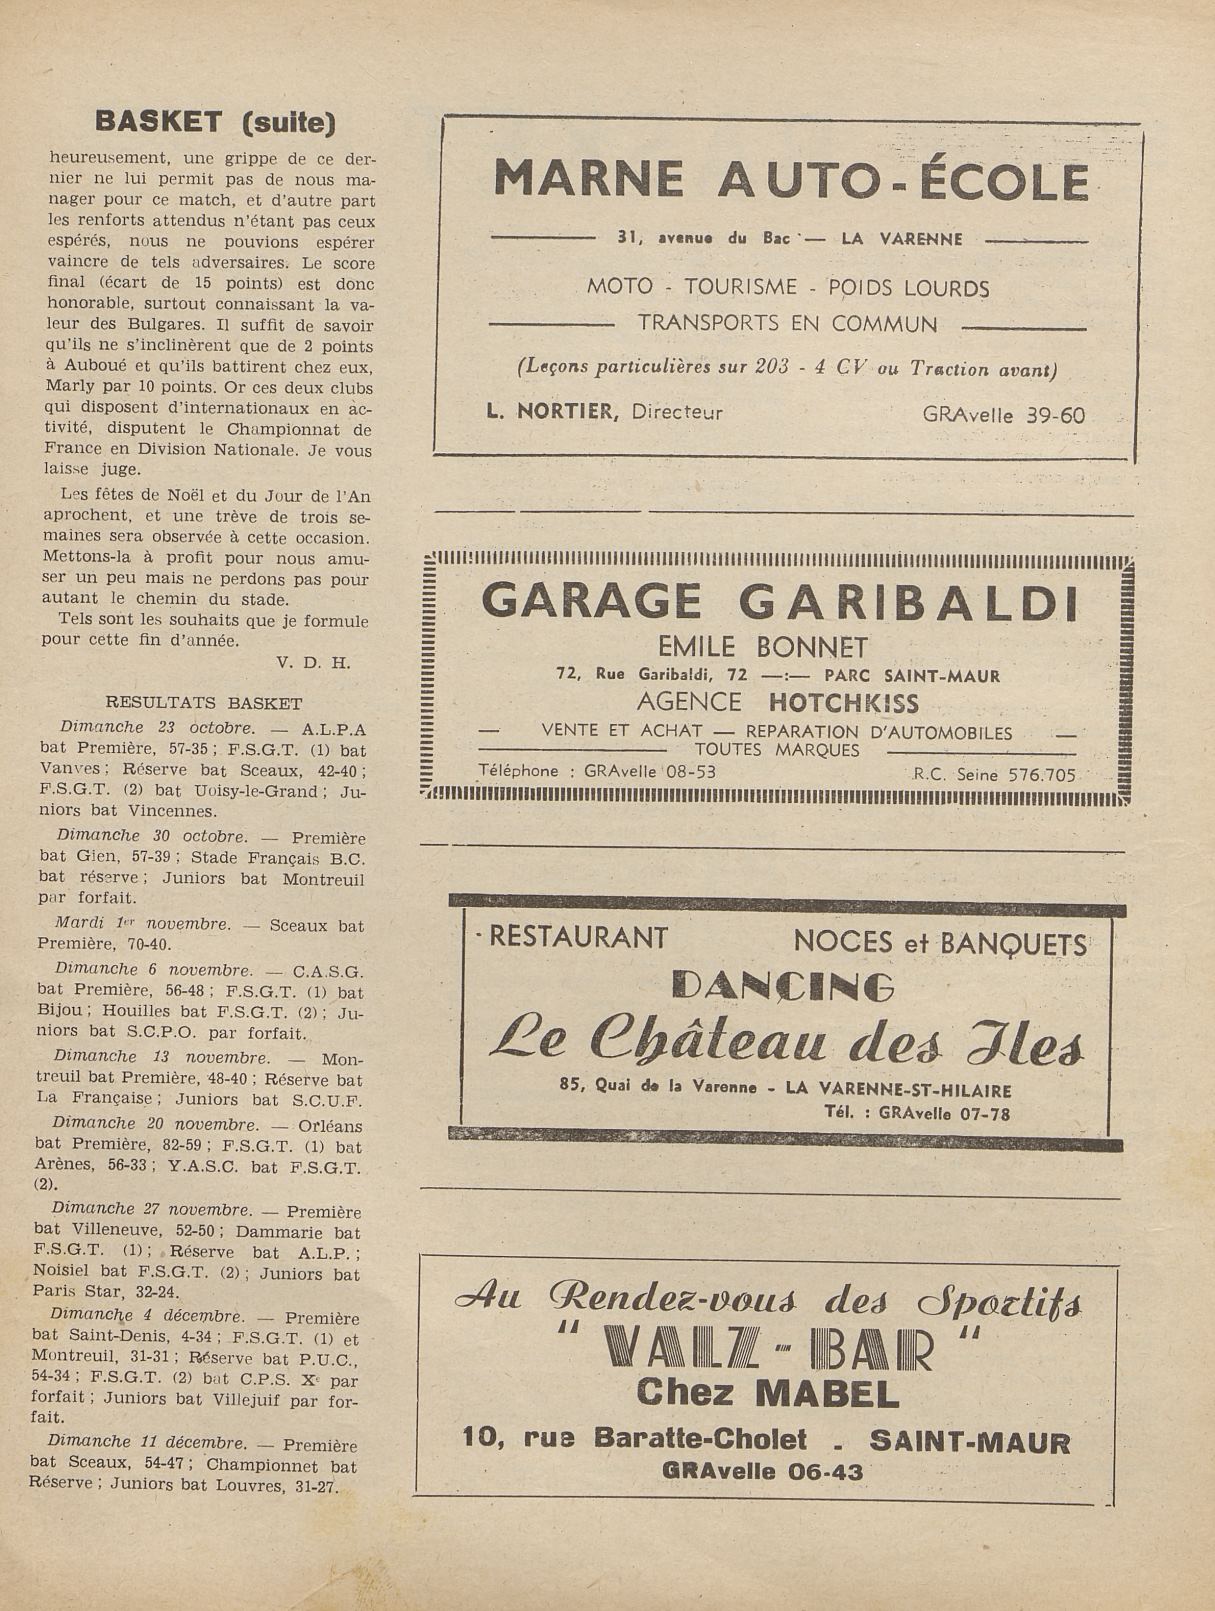 BASKET (suite)
heureusement, une grippe de ce der-
nier ne lui permit pas de nous ma-
nager pour ce match, et d'autre part
les renforts attendus n'étant pas ceux
espérés, nous ne pouvions espérer
vaincre de tels adversaires. Le score
final (écart de 15 points) est donc
honorable, surtout connaissant la va-
leur des Bulgares. Il suffit de savoir
qu'ils ne s'inclinèrent que de 2 points
à Auboué et qu'ils battirent chez eux,
Marly par 10 points. Or ces deux clubs
qui disposent d'internationaux en ac-
tivité, disputent le Championnat de
France en Division Nationale. Je vous
laisse juge.
Les fêtes de Noël et du Jour de l'An
aprochent, et une trève de trois se-
maines sera observée à cette occasion.
Mettons-la à profit pour nous amu-
ser un peu mais ne perdons pas pour
autant le chemin du stade.
Tels sont les souhaits que je formule
pour cette fin d'année.
V. D. H.
RESULTATS BASKET
Dimanche 23 octobre. — A.L.P.A
bat Première, 57-35 ; F.S.G.T. (1) bat
Vanves ; Réserve bat Sceaux, 42-40 ;
F.S.G.T. (2) bat Uoisy-le-Grand ; Ju-
niors bat Vincennes.
Dimanche 30 octobre. — Première
bat Gien, 57-39 ; Stade Français B.C.
bat réserve ; Juniors bat Montreuil
par forfait.
Mardi 1er novembre. — Sceaux bat
Première, 70-40.
Dimanche 6 novembre. — C.A.S.G.
bat Première, 56-48 ; F.S.G.T. (1) bat
Bijou ; Houilles bat F.S.G.T. (2) ; Ju-
niors bat S.C.P.O. par forfait.
Dimanche 13 novembre. — Mon-
treuil bat Première, 48-40 ; Réserve bat
La Française ; Juniors bat S.C.U.F.
Dimanche 20 novembre. — Orléans
bat Première, 82-59 ; F.S.G.T. (1) bat
Arènes, 56-33 ; Y.A.S.C. bat F.S.G.T.
(2).
Dimanche 27 novembre. — Première
bat Villeneuve, 52-50 ; Dammarie bat
F.S.G.T. (1) ; Réserve bat A.L.P. ;
Noisiel bat F.S.G.T. (2) ; Juniors bat
Paris Star, 32-24.
Dimanche 4 décembre. — Première
bat Saint-Denis, 4-34 ; F.S.G.T. (1) et
Montreuil, 31-31 ; Réserve bat P.U.C.,
54-34 ; F.S.G.T. (2) bat C.P.S. Xe par
forfait ; Juniors bat Villejuif par for-
fait.
Dimanche 11 décembre. — Première
bat Sceaux, 54-47 ; Championnet bat
Réserve ; Juniors bat Louvres, 31-27.
MARNE AUTO-ÉCOLE
31, avenue du Bac — LA VARENNE
MOTO - TOURISME - POIDS LOURDS
TRANSPORTS EN COMMUN
(Leçons particulières sur 203 - 4 CV ou Traction avant)
L. NORTIER, Directeur GRAvelle 39-60
GARAGE GARIBALDI
EMILE BONNET
72, Rue Garibaldi, 72 —:— PARC SAINT-MAUR
AGENCE HOTCHKISS
— VENTE ET ACHAT — REPARATION D'AUTOMOBILES —
TOUTES MARQUES
Téléphone : GRAvelle 08-53 R.C. Seine 576.705
RESTAURANT NOCES et BANQUETS
DANCING
Le Château des Iles
85, Quai de la Varenne - LA VARENNE-ST-HILAIRE
Tél. : GRAvelle 07-78
Au Rendez-vous des Sportifs
" VALZ-BAR "
Chez MABEL
10, rue Baratte-Cholet - SAINT-MAUR
GRAvelle 06-43